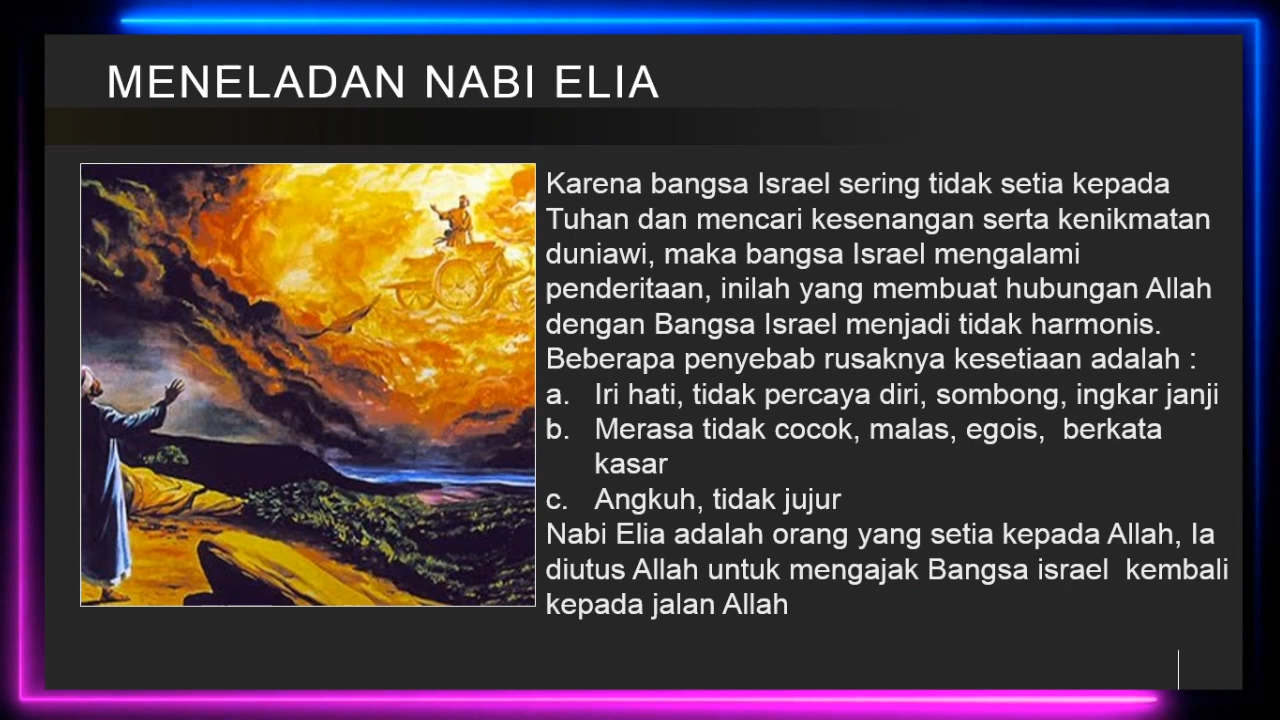 MENELADAN NABI ELIA
Karena bangsa Israel sering tidak setia kepada
Tuhan dan mencari kesenangan serta kenikmatan
duniawi, maka bangsa Israel mengalami
penderitaan, inilah yang membuat hubungan Allah
dengan Bangsa Israel menjadi tidak harmonis.
Beberapa penyebab rusaknya kesetiaan adalah :
a. Iri hati, tidak percaya diri, sombong, ingkar janji
b. Merasa tidak cocok, malas, egois,  berkata
kasar
c. Angkuh, tidak jujur
Nabi Elia adalah orang yang setia kepada Allah, Ia
diutus Allah untuk mengajak Bangsa israel  kembali
kepada jalan Allah